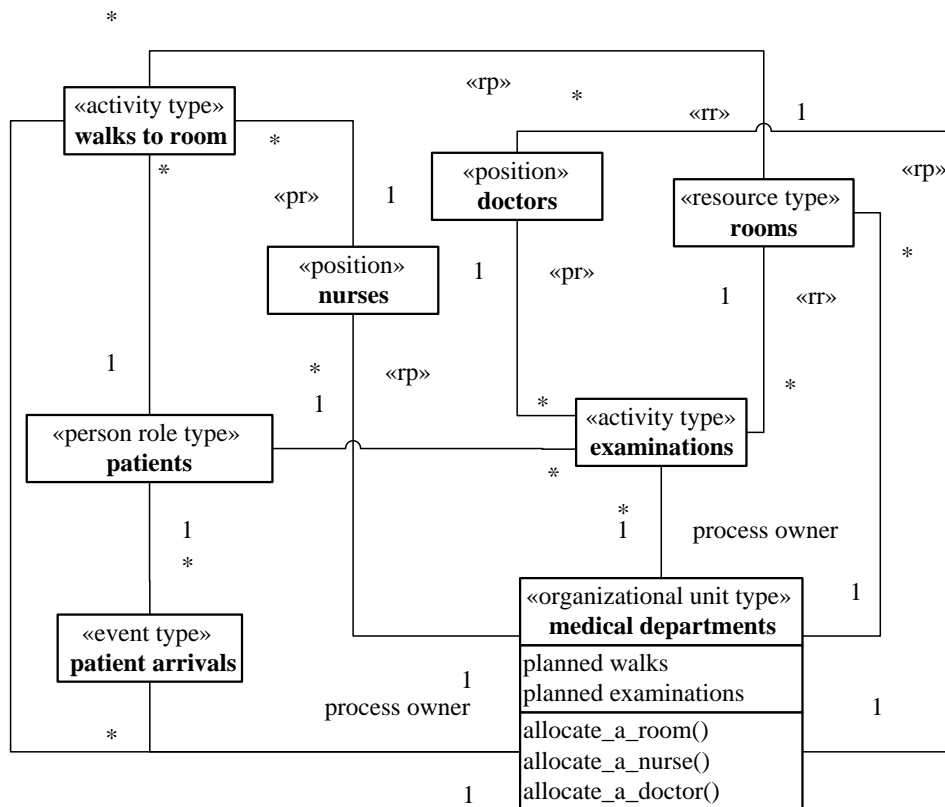 *
«rp»
*
«activity type»
walks to room
*
«rr»
1
*
«pr»
1
«position»
doctors
«rp»
«resource type»
rooms
*
«position»
nurses
1
«pr»
1
«rr»
1
*
«rp»
*
1
*
«person role type»
patients
«activity type»
examinations
*
*
1
process owner
1
*
«organizational unit type»
medical departments
1
«event type»
patient arrivals
planned walks
planned examinations
1
process owner
1
*
allocate_a_room()
allocate_a_nurse()
allocate_a_doctor()
1